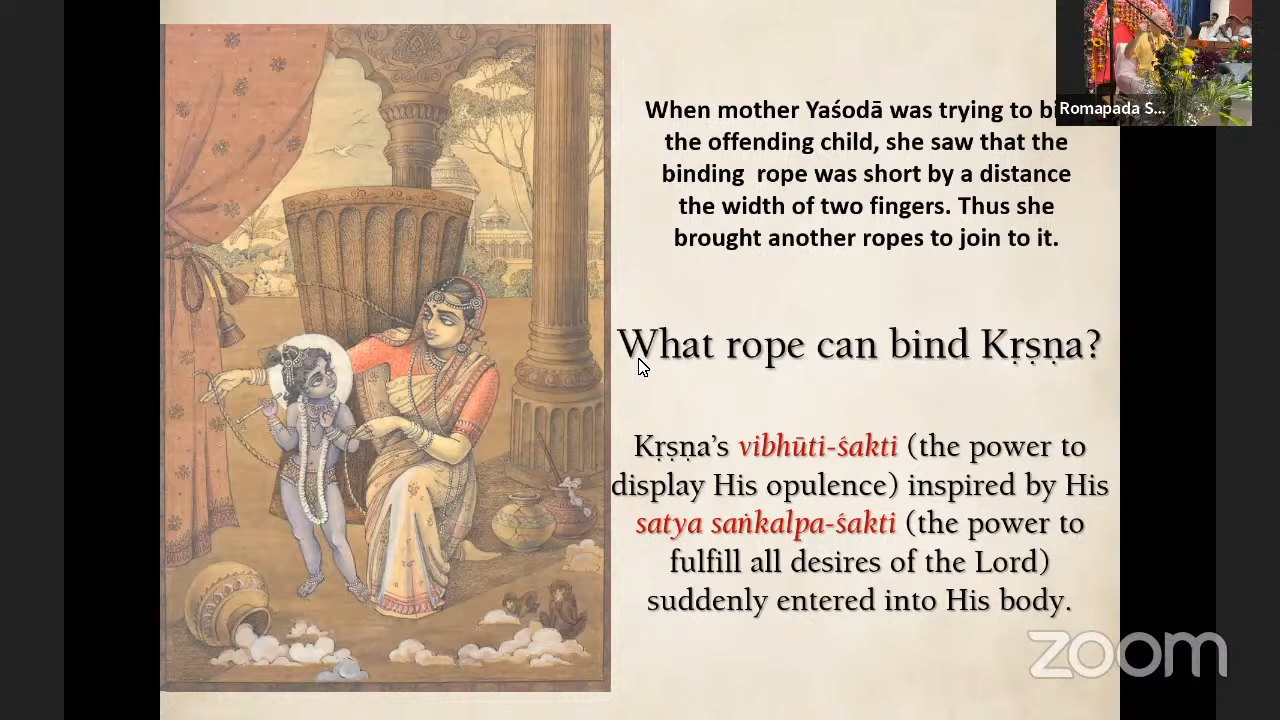 When mother Yaśodā was trying to
the offending child, she saw that the
binding rope was short by a distance
the width of two fingers. Thus she
brought another ropes to join to it.
What rope can bind Kṛṣṇa?
Kṛṣṇa’s vibhūti-śakti (the power to
display His opulence) inspired by His
satya saṅkalpa-śakti (the power to
fulfill all desires of the Lord)
suddenly entered into His body.
Romapada S...
zoom